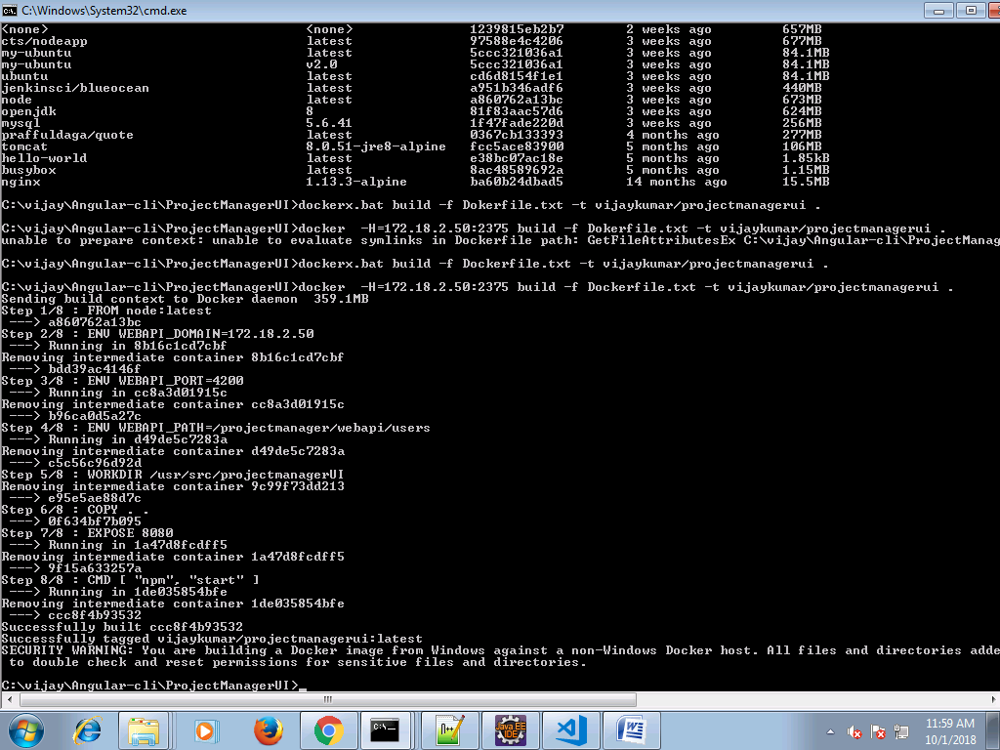 C:\Windows\System32\cmd.exe
<none> <none> 1239815eb2b7 2 weeks ago 657MB
cts/nodeapp latest 97588e4c4206 3 weeks ago 677MB
my-ubuntu latest 5ccc321036a1 3 weeks ago 84.1MB
my-ubuntu v2.0 5ccc321036a1 3 weeks ago 84.1MB
ubuntu latest cd6d8154f1e1 3 weeks ago 84.1MB
jenkinsci/blueocean latest a951b346adf6 3 weeks ago 440MB
node latest a860762a13bc 3 weeks ago 673MB
openjdk 8 81f83aac57d6 3 weeks ago 624MB
mysql 5.6.41 1f47fade220d 3 weeks ago 256MB
praffuldaga/quote latest 0367cb133393 4 months ago 277MB
tomcat 8.0.51-jre8-alpine fcc5ace83900 5 months ago 106MB
hello-world latest e38bc07ac18e 5 months ago 1.85kB
busybox latest 8ac48589692a 5 months ago 1.15MB
nginx 1.13.3-alpine ba60b24dbad5 14 months ago 15.5MB
C:\vijay\Angular-cli\ProjectManagerUI>dockerx.bat build -f Dokerfile.txt -t vijaykumar/projectmanagerui .
C:\vijay\Angular-cli\ProjectManagerUI>docker -H=172.18.2.50:2375 build -f Dokerfile.txt -t vijaykumar/projectmanagerui .
unable to prepare context: unable to evaluate symlinks in Dockerfile path: GetFileAttributesEx C:\vijay\Angular-cli\ProjectManag
C:\vijay\Angular-cli\ProjectManagerUI>dockerx.bat build -f Dockerfile.txt -t vijaykumar/projectmanagerui .
C:\vijay\Angular-cli\ProjectManagerUI>docker -H=172.18.2.50:2375 build -f Dockerfile.txt -t vijaykumar/projectmanagerui .
Sending build context to Docker daemon 359.1MB
Step 1/8 : FROM node:latest
---> a860762a13bc
Step 2/8 : ENV WEBAPI_DOMAIN=172.18.2.50
---> Running in 8b16c1cd7cbf
Removing intermediate container 8b16c1cd7cbf
---> bdd39ac4146f
Step 3/8 : ENV WEBAPI_PORT=4200
---> Running in cc8a3d01915c
Removing intermediate container cc8a3d01915c
---> b96ca0d5a27c
Step 4/8 : ENV WEBAPI_PATH=/projectmanager/webapi/users
---> Running in d49de5c7283a
Removing intermediate container d49de5c7283a
---> c5c56c96d92d
Step 5/8 : WORKDIR /usr/src/projectmanagerUI
Removing intermediate container 9c99f73dd213
---> e95e5ae88d7c
Step 6/8 : COPY . .
---> 0f634bf7b095
Step 7/8 : EXPOSE 8080
---> Running in 1a47d8fcdff5
Removing intermediate container 1a47d8fcdff5
---> 9f15a633257a
Step 8/8 : CMD [ "npm", "start" ]
---> Running in 1de035854bfe
Removing intermediate container 1de035854bfe
---> ccc8f4b93532
Successfully built ccc8f4b93532
Successfully tagged vijaykumar/projectmanagerui:latest
SECURITY WARNING: You are building a Docker image from Windows against a non-Windows Docker host. All files and directories adde
to double check and reset permissions for sensitive files and directories.
C:\vijay\Angular-cli\ProjectManagerUI>_
C:\.
Java EE
IDE
11:59 AM
10/1/2018